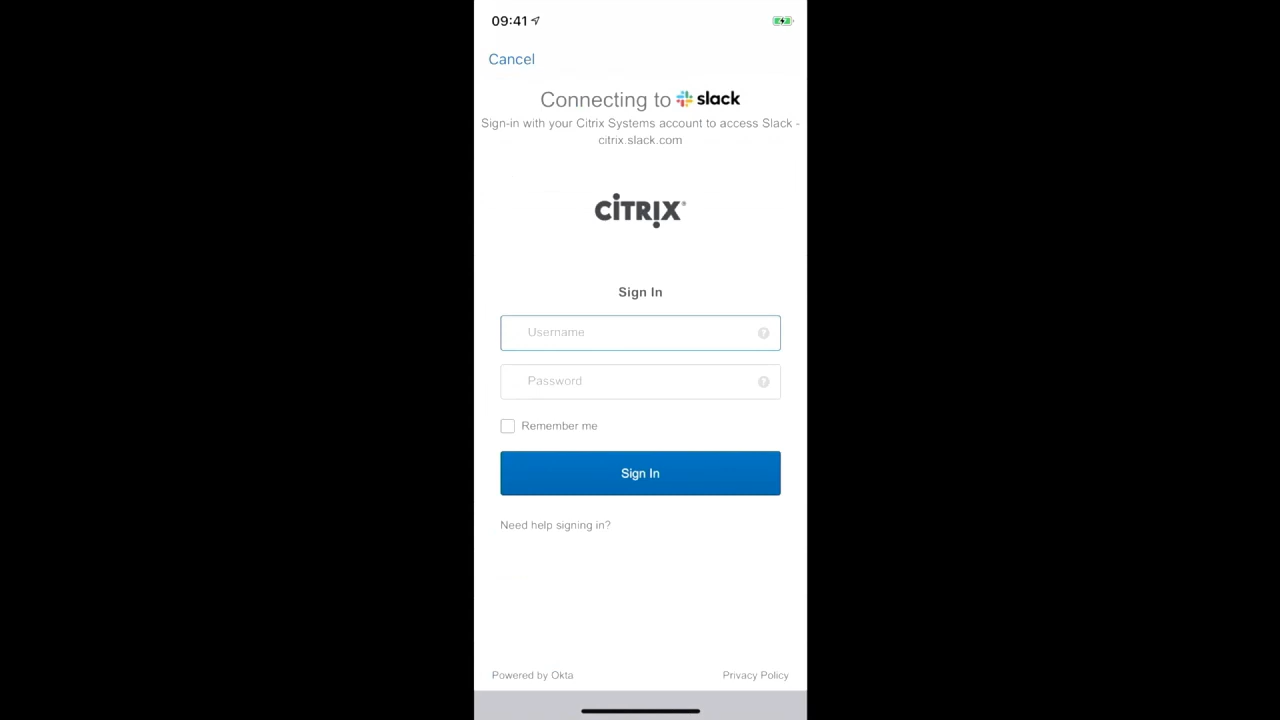 09:41
Cancel
Connecting to slack
Sign-in with your Citrix Systems account to access Slack -
citrix.slack.com
CiTRiX®
Sign In
Username ?
Password ?
Remember me
Sign In
Need help signing in?
Powered by Okta Privacy Policy